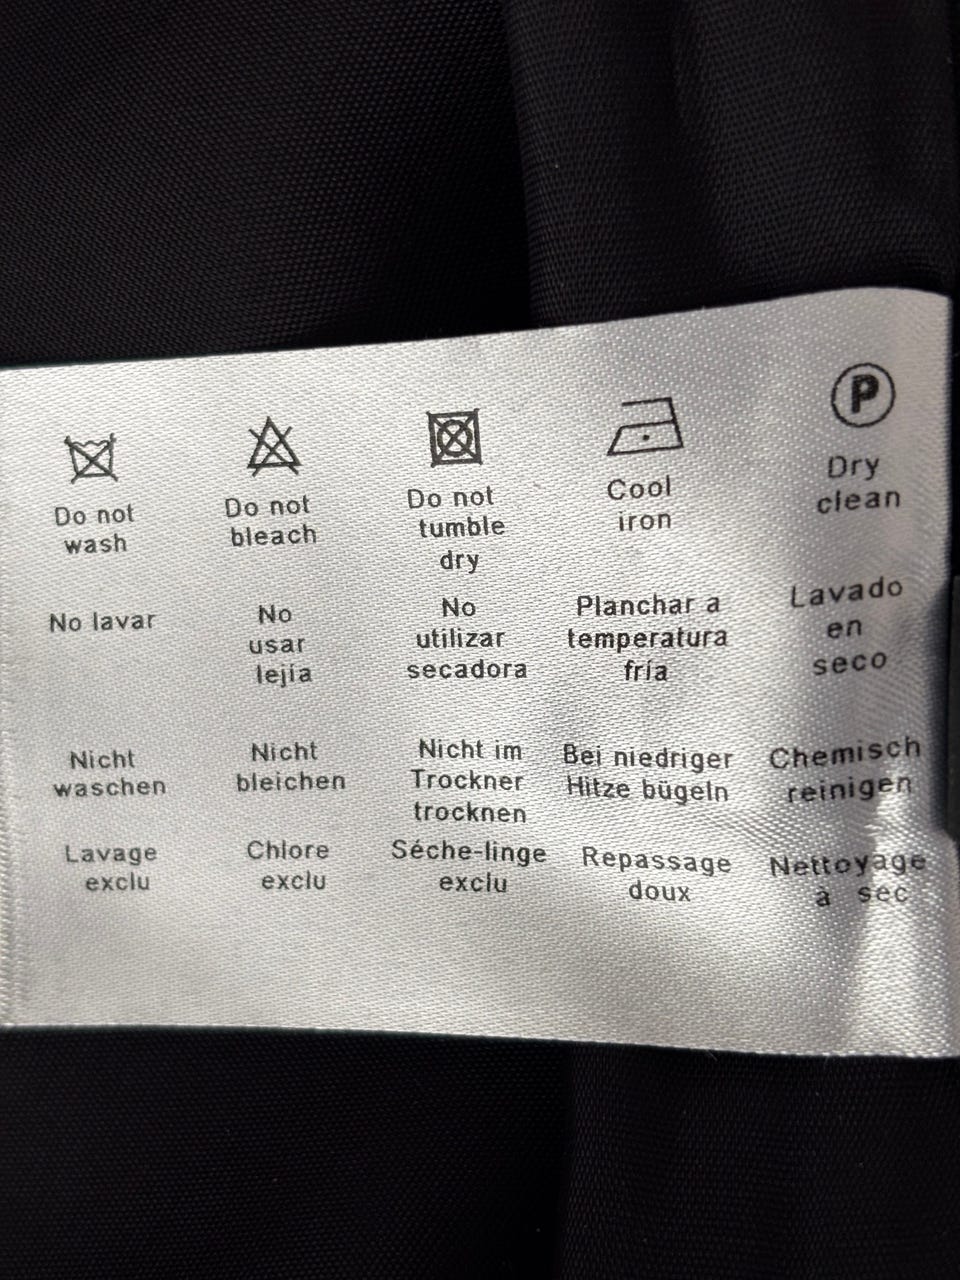 P
Do not
wash
Do not
bleach
Do not
tumble
dry
Cool
iron
Dry
clean
No lavar
No
usar
lejía
No
utilizar
secadora
Planchar a
temperatura
fría
Lavado
en
seco
Nicht
waschen
Nicht
bleichen
Nicht im
Trockner
trocknen
Bei niedriger
Hitze bügeln
Chemisch
reinigen
Lavage
exclu
Chlore
exclu
Séche-linge
exclu
Repassage
doux
Nettoyage
à sec